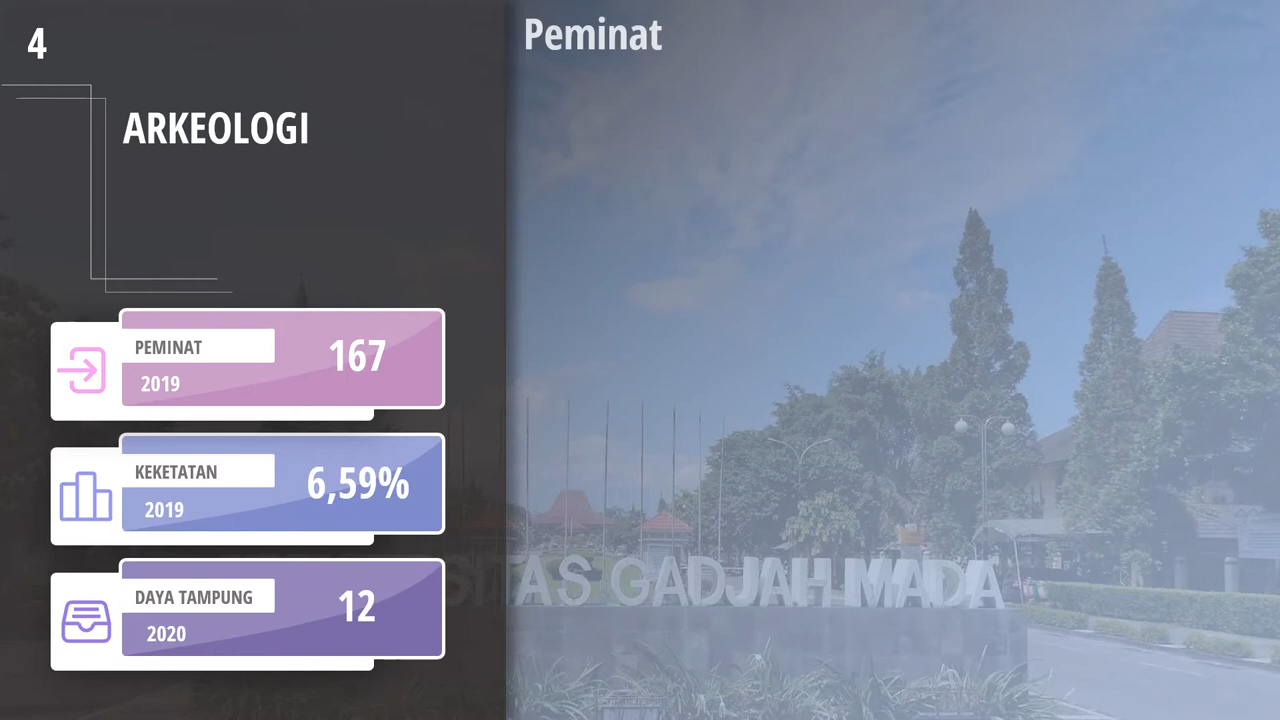 4
Peminat
ARKEOLOGI
PEMINAT
167
2019
KEKETATAN
6,59%
2019
DAYA TAMPUNG
12
2020
SITAS GADJAH MADA